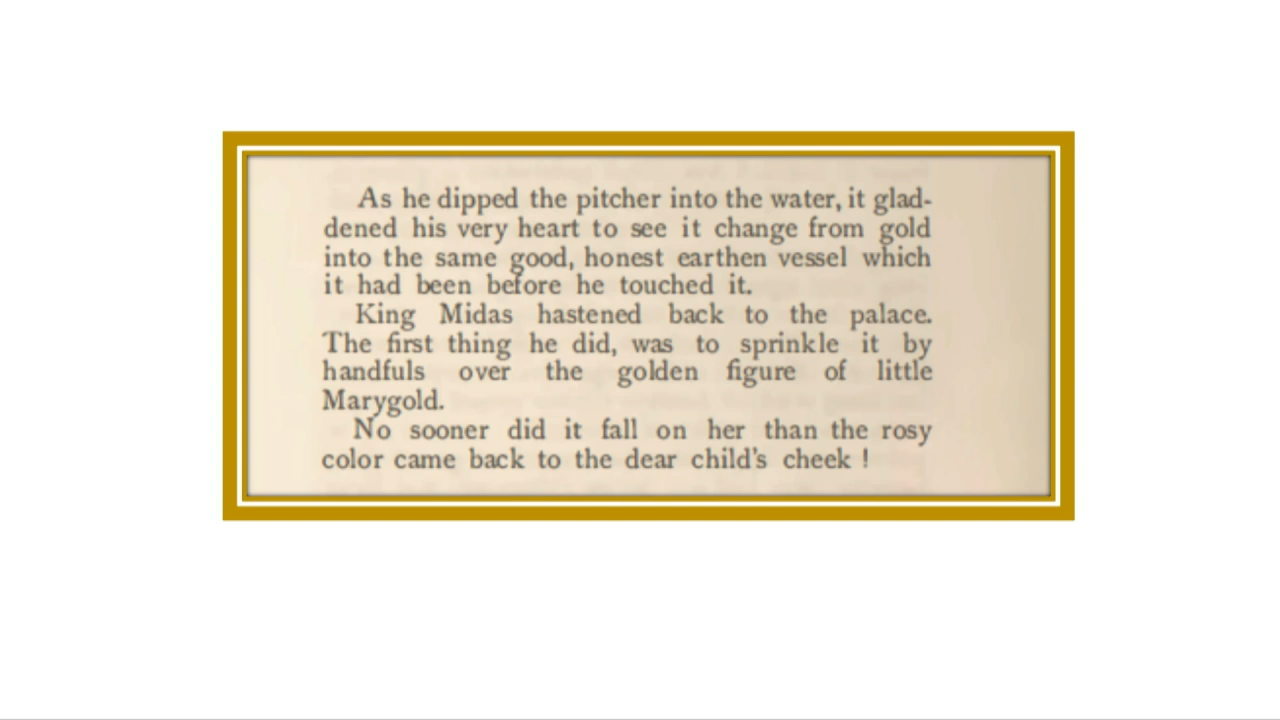 As he dipped the pitcher into the water, it glad-
dened his very heart to see it change from gold
into the same good, honest earthen vessel which
it had been before he touched it.
King Midas hastened back to the palace.
The first thing he did, was to sprinkle it by
handfuls over the golden figure of little
Marygold.
No sooner did it fall on her than the rosy
color came back to the dear child's cheek !